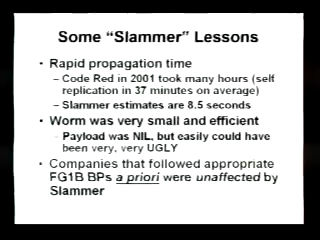 Some “Slammer” Lessons
• Rapid propagation time
– Code Red in 2001 took many hours (self
replication in 37 minutes on average)
– Slammer estimates are 8.5 seconds
• Worm was very small and efficient
– Payload was NIL, but easily could have
been very, very UGLY
• Companies that followed appropriate
FG1B BPs a priori were unaffected by
Slammer